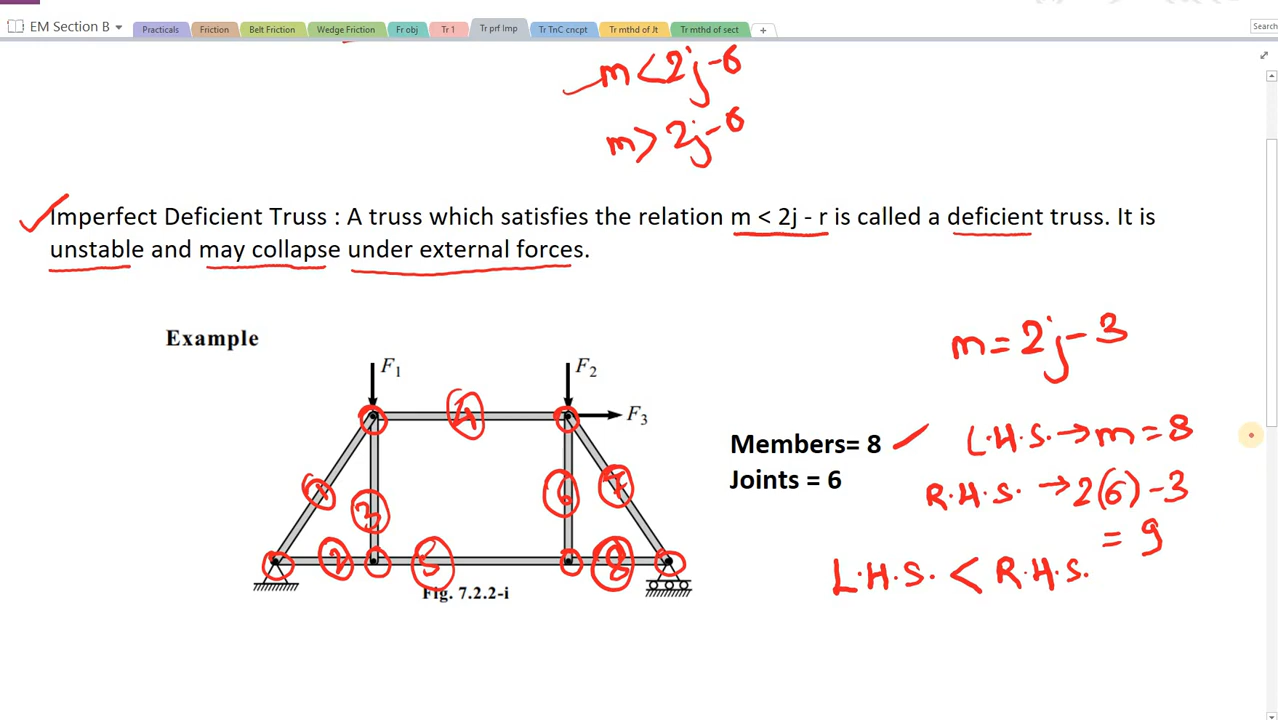 EM Section B
Practicals
Friction
Belt Friction
Wedge Friction
Fr obj
Tr 1
Tr prf Imp
Tr TnC cncpt
Tr mthd of Jt
Tr mthd of sect
+
Search
m < 2j - r
m > 2j - r
Imperfect Deficient Truss : A truss which satisfies the relation m < 2j - r is called a deficient truss. It is
unstable and may collapse under external forces.
Example
m = 2j - 3
F1
F2
F3
4
Members= 8
L.H.S. → m = 8
Joints = 6
R.H.S. → 2(6) - 3
= 9
1
3
6
7
2
5
8
L.H.S. < R.H.S.
Fig. 7.2.2-i